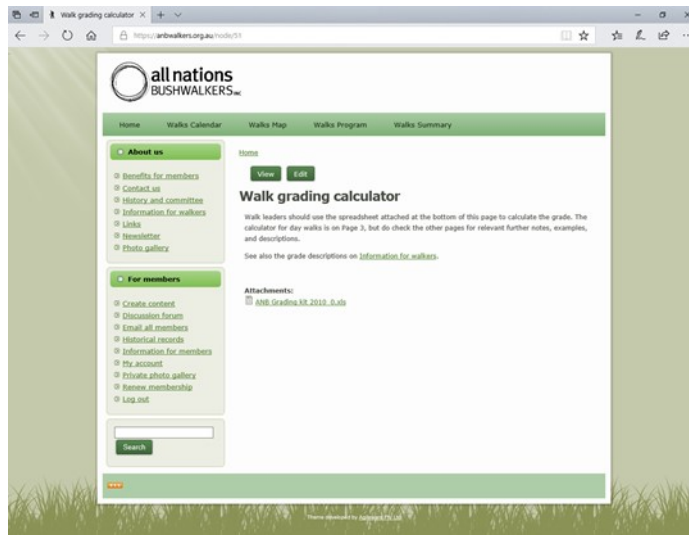 Walk grading calculator
https://anbwalkers.org.au/node/51
all nations
BUSHWALKERS INC
Home Walks Calendar Walks Map Walks Program Walks Summary
About us
Benefits for members
Contact us
History and committee
Information for walkers
Links
Newsletter
Photo gallery
For members
Create content
Discussion forum
Email all members
Historical records
Information for members
My account
Private photo gallery
Renew membership
Log out
Search
Home
View Edit
Walk grading calculator
Walk leaders should use the spreadsheet attached at the bottom of this page to calculate the grade. The
calculator for day walks is on Page 3, but do check the other pages for relevant further notes, examples,
and descriptions.
See also the grade descriptions on Information for walkers.
Attachments:
ANB Grading kit 2010_0.xls
Theme developed by